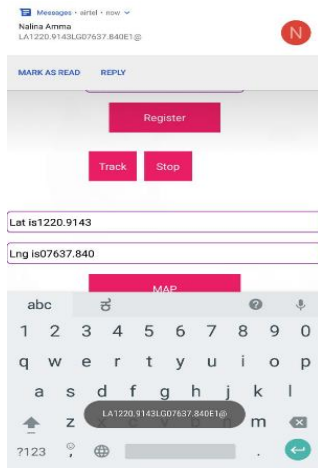 Messages • airtel • now
Nalina Amma
LA1220.9143LG07637.840E1@
N
MARK AS READ REPLY
Register
Track Stop
Lat is1220.9143
Lng is07637.840
MAP
abc ಕ ?
1 2 3 4 5 6 7 8 9 0
q w e r t y u i o p
a s d f g h j k l
z m
LA1220.9143LG07637.840E1@
?123 , .